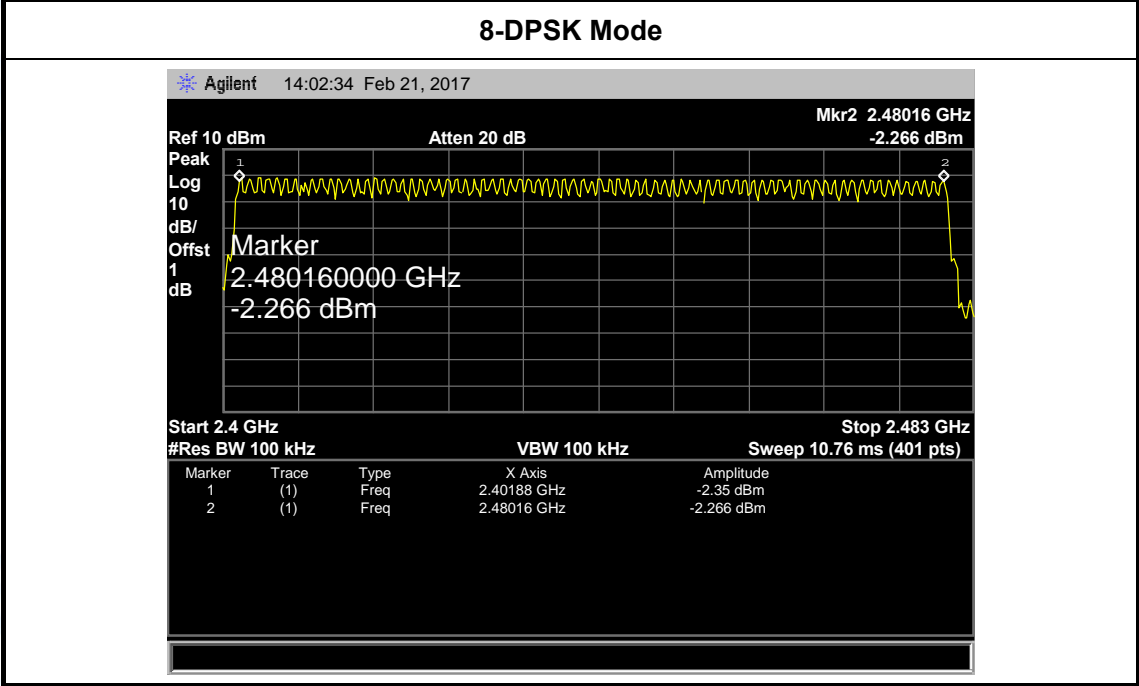 8-DPSK Mode
Agilent 14:02:34 Feb 21, 2017
Mkr2 2.48016 GHz
Ref 10 dBm Atten 20 dB -2.266 dBm
Peak
Log
10
dB/
Offst
1
dB
1 2
Marker
2.480160000 GHz
-2.266 dBm
Start 2.4 GHz Stop 2.483 GHz
#Res BW 100 kHz VBW 100 kHz Sweep 10.76 ms (401 pts)
Marker Trace Type X Axis Amplitude
1 (1) Freq 2.40188 GHz -2.35 dBm
2 (1) Freq 2.48016 GHz -2.266 dBm